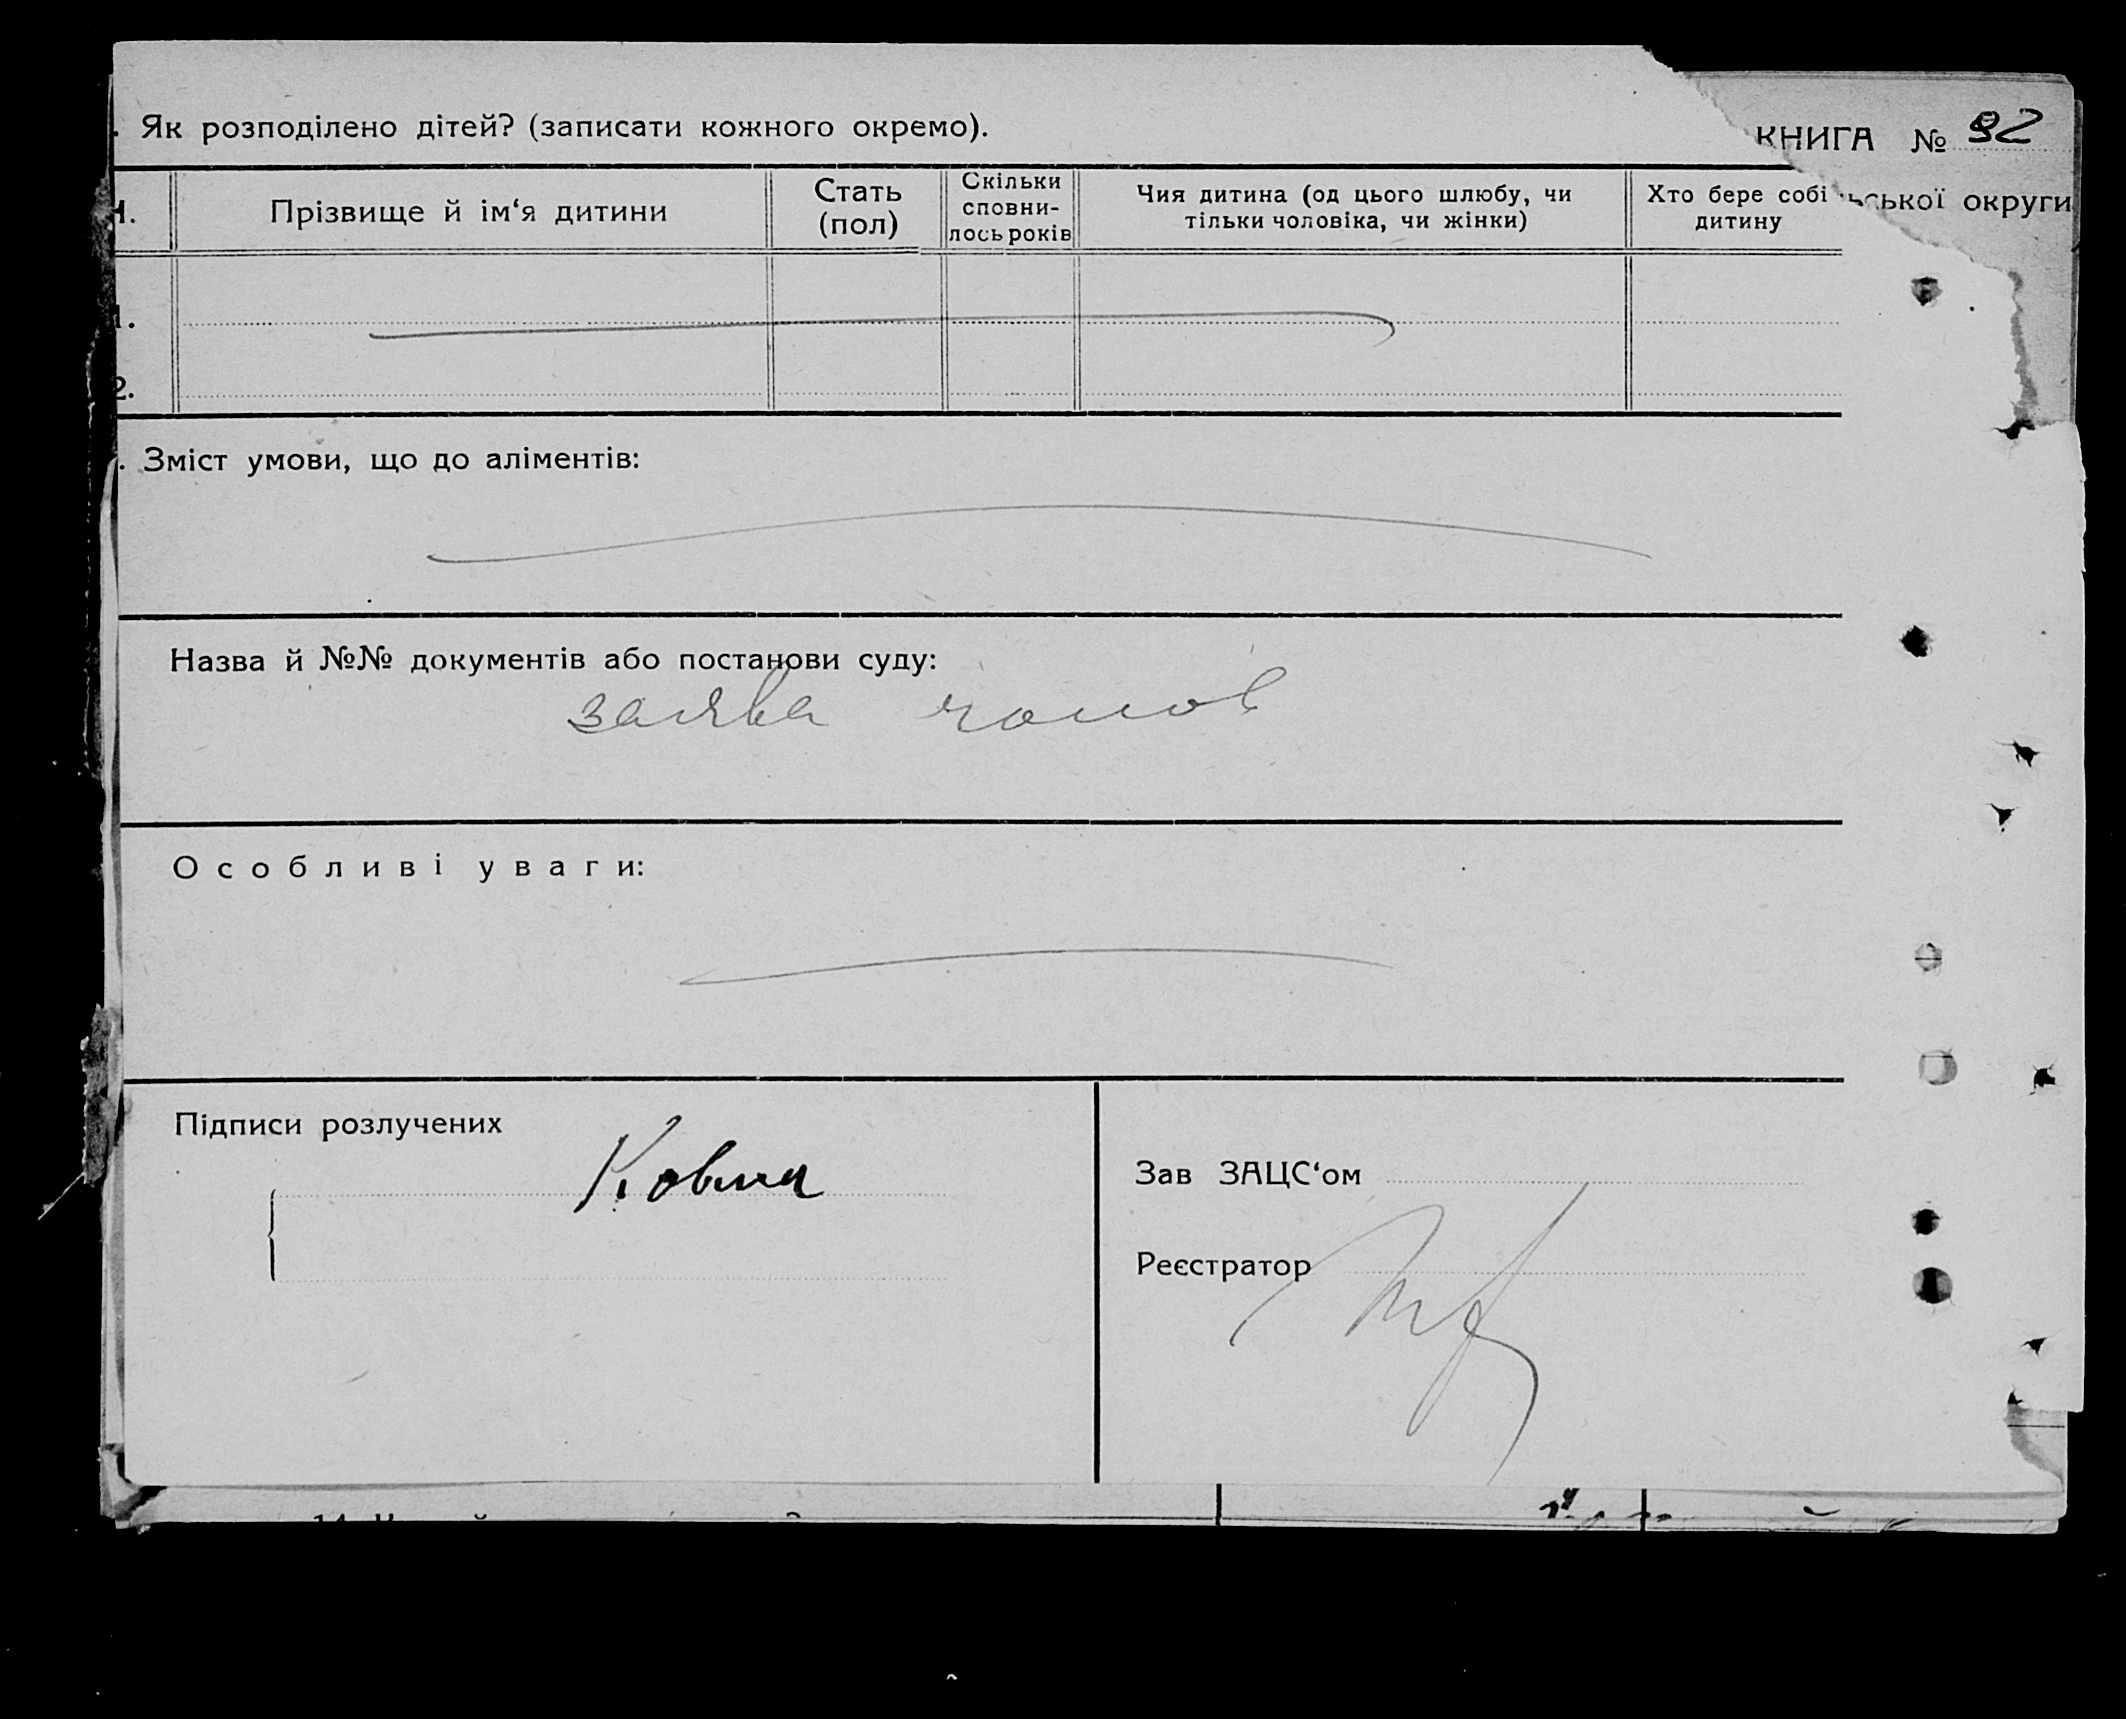 Як розподілено дітей? (записати кожного окремо).
КНИГА № 92
ської округи
Прізвище й ім‘я дитини
Стать
(пол)
Скільки
сповни-
лось років
Чия дитина (од цього шлюбу, чи
тільки чоловіка, чи жінки)
Хто бере собі
дитину
1.
2.
Зміст умови, що до аліментів:
Назва й №№ документів або постанови суду:
заява чолов
Особливі уваги:
Підписи розлучених
Зав ЗАЦС‘ом
Реєстратор